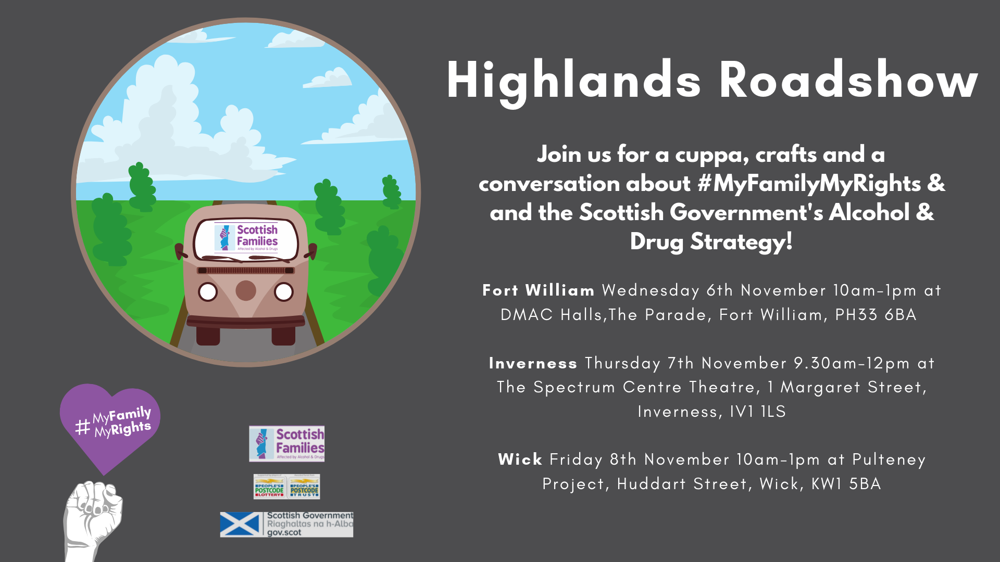 Highlands Roadshow
Join us for a cuppa, crafts and a
conversation about #MyFamilyMyRights &
and the Scottish Government's Alcohol &
Drug Strategy!
Fort William Wednesday 6th November 10am-1pm at
DMAC Halls,The Parade, Fort William, PH33 6BA
Inverness Thursday 7th November 9.30am-12pm at
The Spectrum Centre Theatre, 1 Margaret Street,
Inverness, IV1 1LS
Wick Friday 8th November 10am-1pm at Pulteney
Project, Huddart Street, Wick, KW1 5BA
Scottish
Families
Affected by Alcohol & Drugs
#MyFamily
MyRights
Scottish
Families
Affected by Alcohol & Drugs
PEOPLE'S POSTCODE LOTTERY
PEOPLE'S POSTCODE TRUST
Scottish Government
Riaghaltas na h-Alba
gov.scot